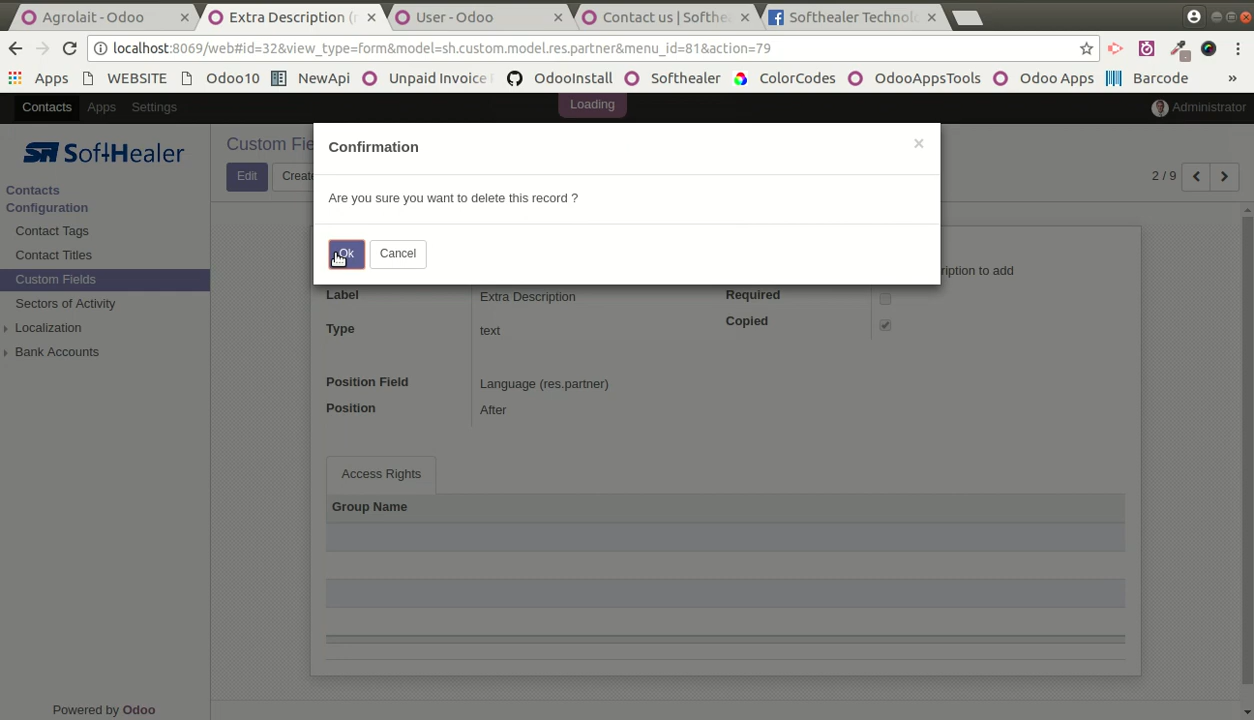 Agrolait - Odoo
Extra Description (r
User - Odoo
Contact us | Softhea
Softhealer Technolo
localhost:8069/web#id=32&view_type=form&model=sh.custom.model.res.partner&menu_id=81&action=79
Apps WEBSITE Odoo10 NewApi Unpaid Invoice OdooInstall Softhealer ColorCodes OdooAppsTools Odoo Apps Barcode »
Contacts Apps Settings Loading Administrator
SoftHealer
Custom Fie
Confirmation ×
Edit Create 2 / 9
Are you sure you want to delete this record ?
Ok Cancel
Contacts
Configuration
Contact Tags
Contact Titles
Custom Fields
Sectors of Activity
Localization
Bank Accounts
ription to add
Label Extra Description Required
Copied
Type text
Position Field Language (res.partner)
Position After
Access Rights
Group Name
Powered by Odoo